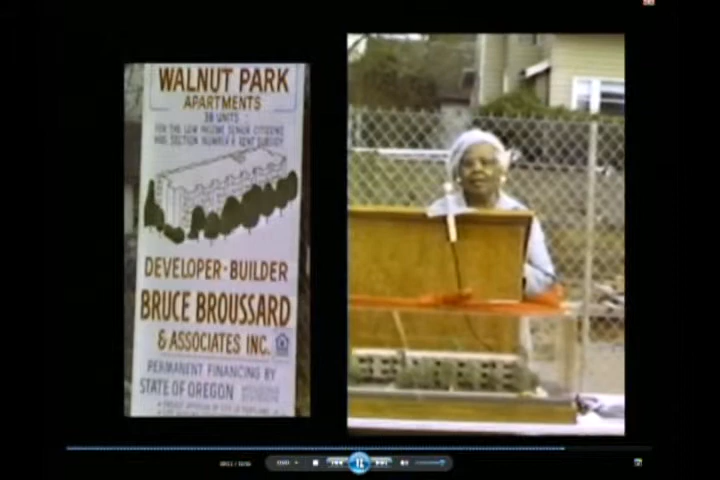 WALNUT PARK
APARTMENTS
38 UNITS
FOR THE LOW INCOME SENIOR CITIZENS
HUD SECTION NUMBER 8 RENT SUBSIDY
DEVELOPER-BUILDER
BRUCE BROUSSARD
& ASSOCIATES INC.
PERMANENT FINANCING BY
STATE OF OREGON